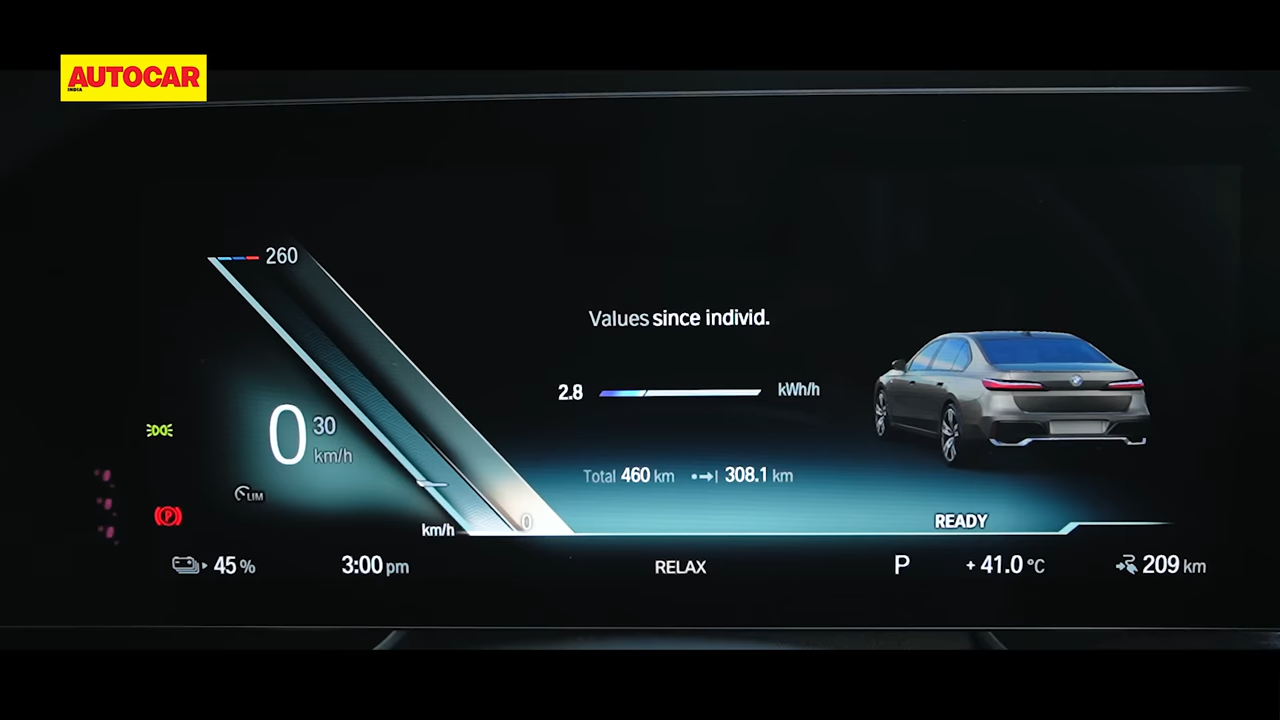 AUTOCAR
INDIA
260
Values since individ.
2.8 kWh/h
0 30 km/h
LIM
Total 460 km 308.1 km
km/h 0
READY
P
45 % 3:00 pm RELAX P + 41.0 °C 209 km